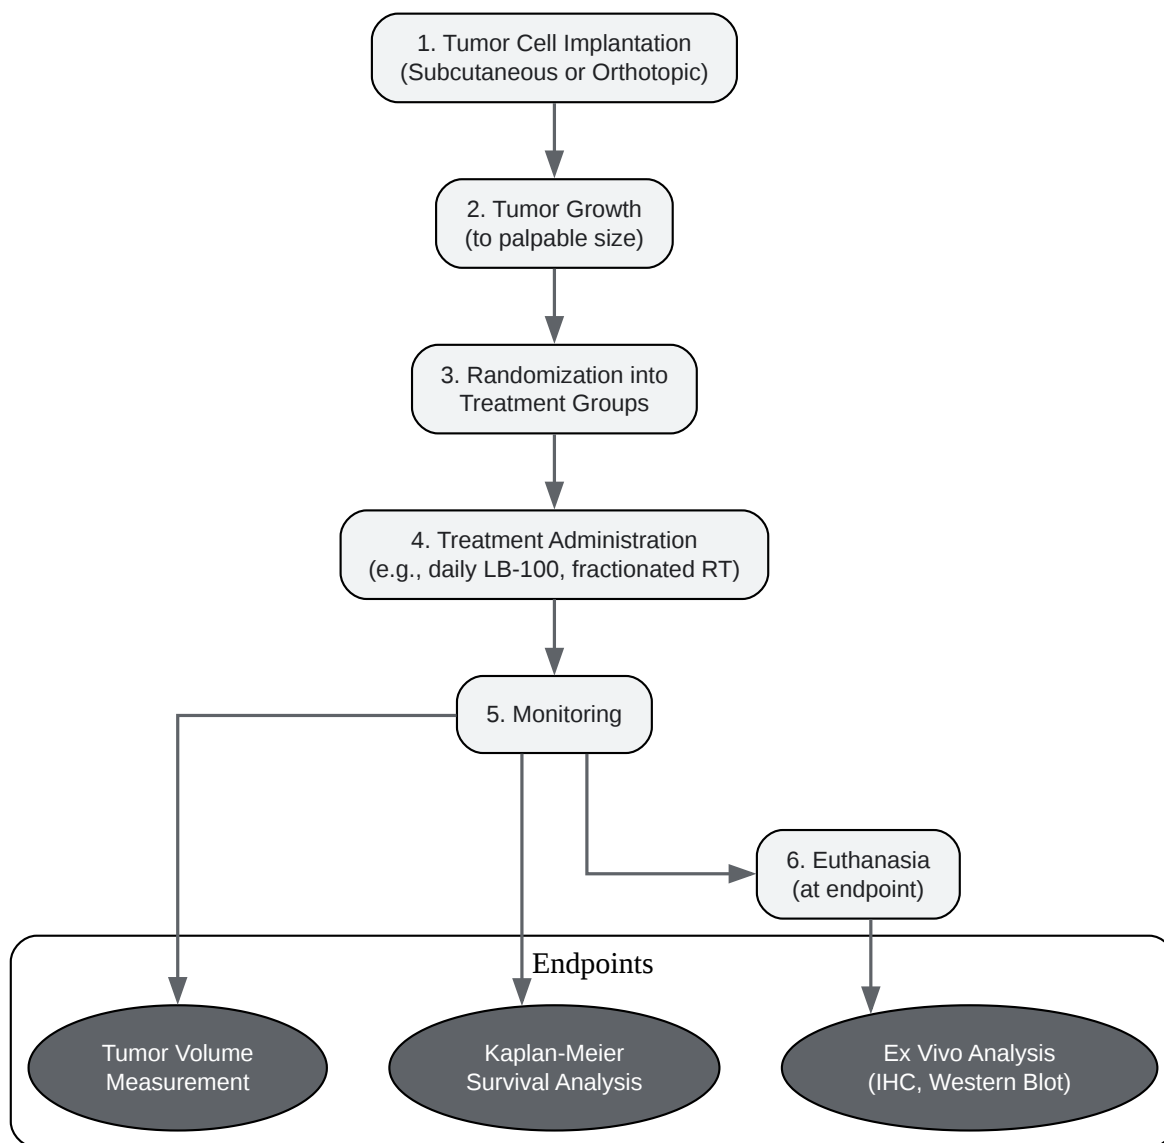 1. Tumor Cell Implantation
(Subcutaneous or Orthotopic)
2. Tumor Growth
(to palpable size)
3. Randomization into
Treatment Groups
4. Treatment Administration
(e.g., daily LB-100, fractionated RT)
5. Monitoring
6. Euthanasia
(at endpoint)
Endpoints
Tumor Volume
Measurement
Kaplan-Meier
Survival Analysis
Ex Vivo Analysis
(IHC, Western Blot)